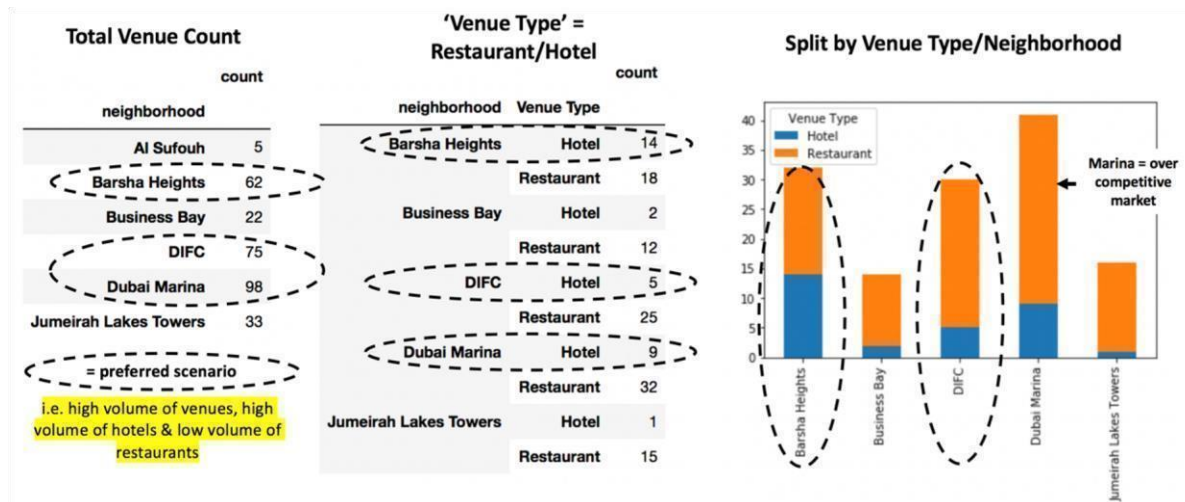 Total Venue Count
count
neighborhood
Al Sufouh 5
Barsha Heights 62
Business Bay 22
DIFC 75
Dubai Marina 98
Jumeirah Lakes Towers 33
= preferred scenario
i.e. high volume of venues, high
volume of hotels & low volume of
restaurants
‘Venue Type’ =
Restaurant/Hotel
count
neighborhood Venue Type
Barsha Heights Hotel 14
Restaurant 18
Business Bay Hotel 2
Restaurant 12
DIFC Hotel 5
Restaurant 25
Dubai Marina Hotel 9
Restaurant 32
Jumeirah Lakes Towers Hotel 1
Restaurant 15
Split by Venue Type/Neighborhood
Venue Type
Hotel
Restaurant
40
35
30
25
20
15
10
5
0
Marina = over
competitive
market
Barsha Heights
Business Bay
DIFC
Dubai Marina
Jumeirah Lakes Towers